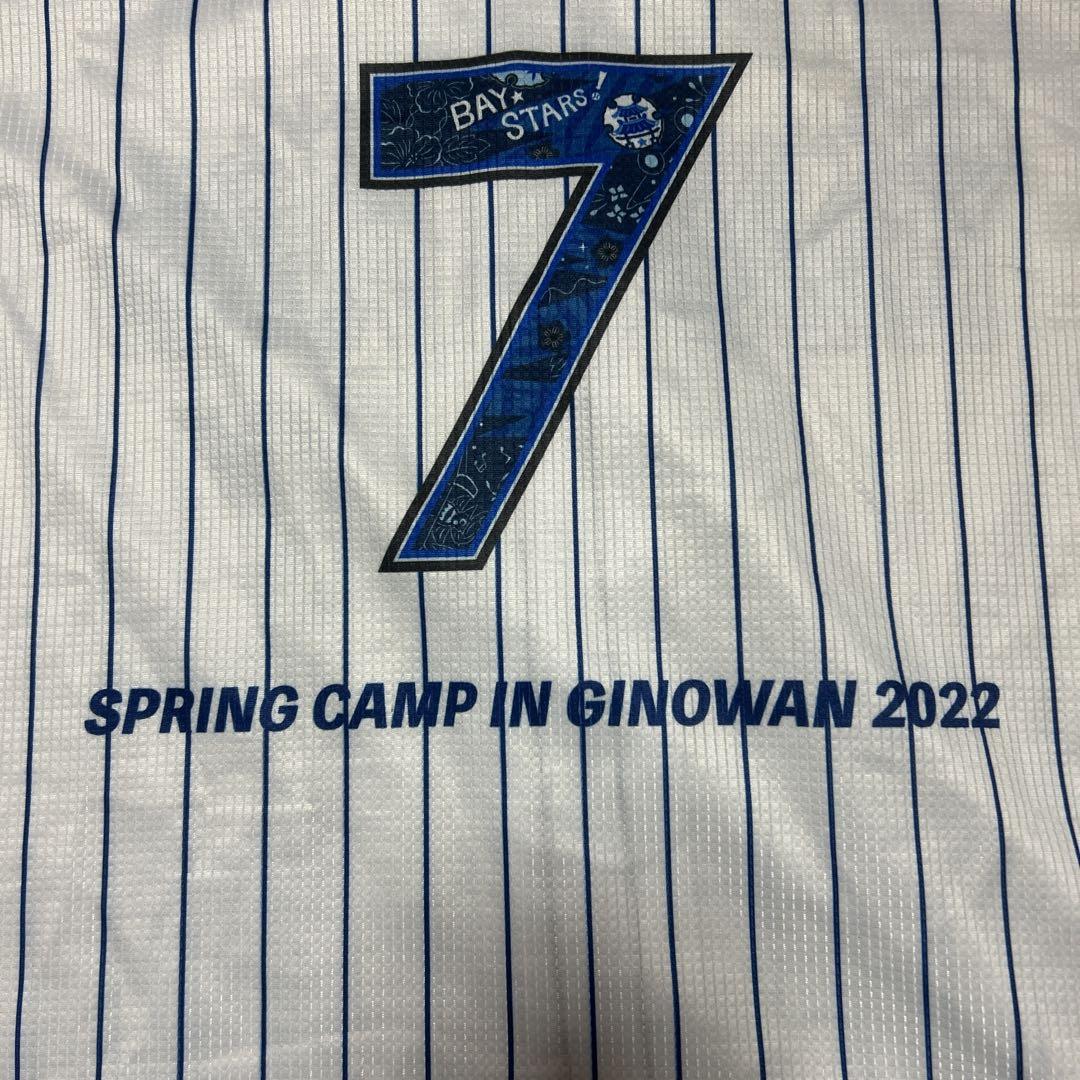 BAY★
STARS!
7
SPRING CAMP IN GINOWAN 2022